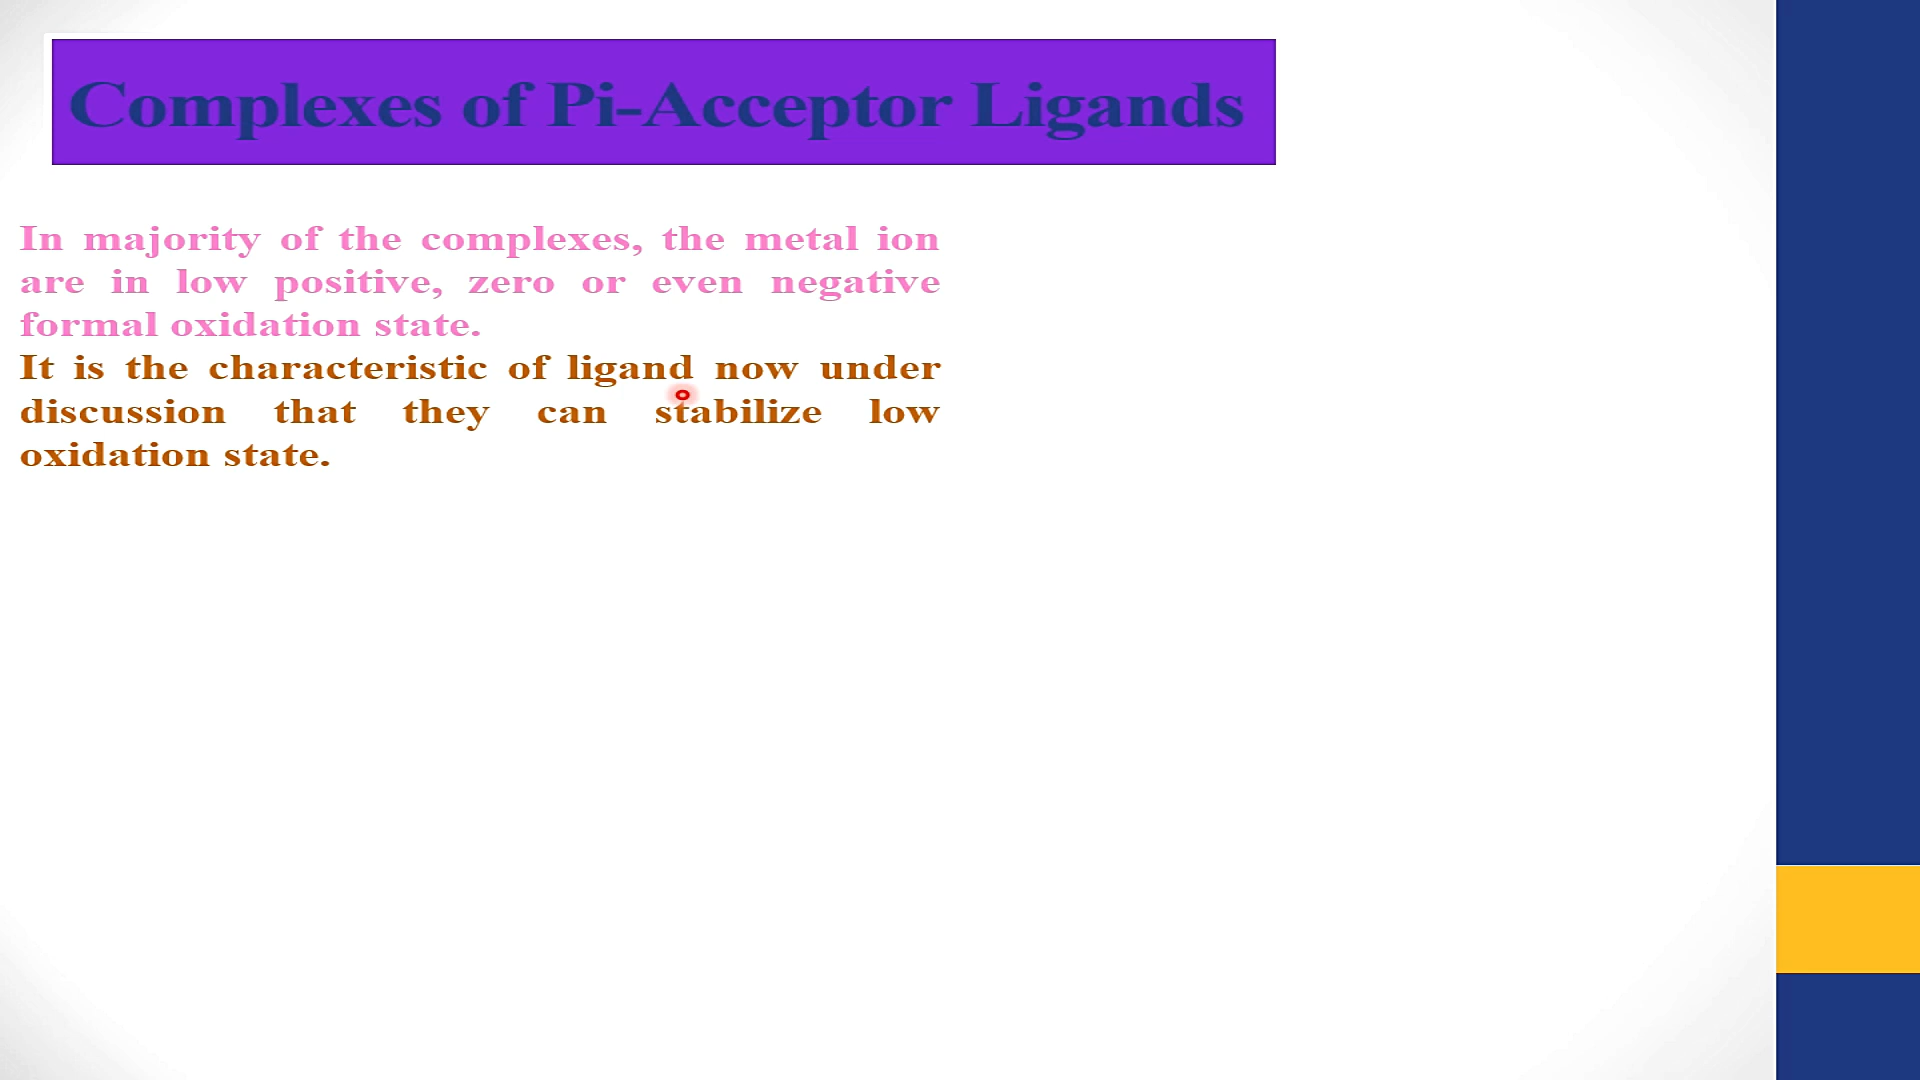 Complexes of Pi-Acceptor Ligands
In majority of the complexes, the metal ion
are in low positive, zero or even negative
formal oxidation state.
It is the characteristic of ligand now under
discussion that they can stabilize low
oxidation state.